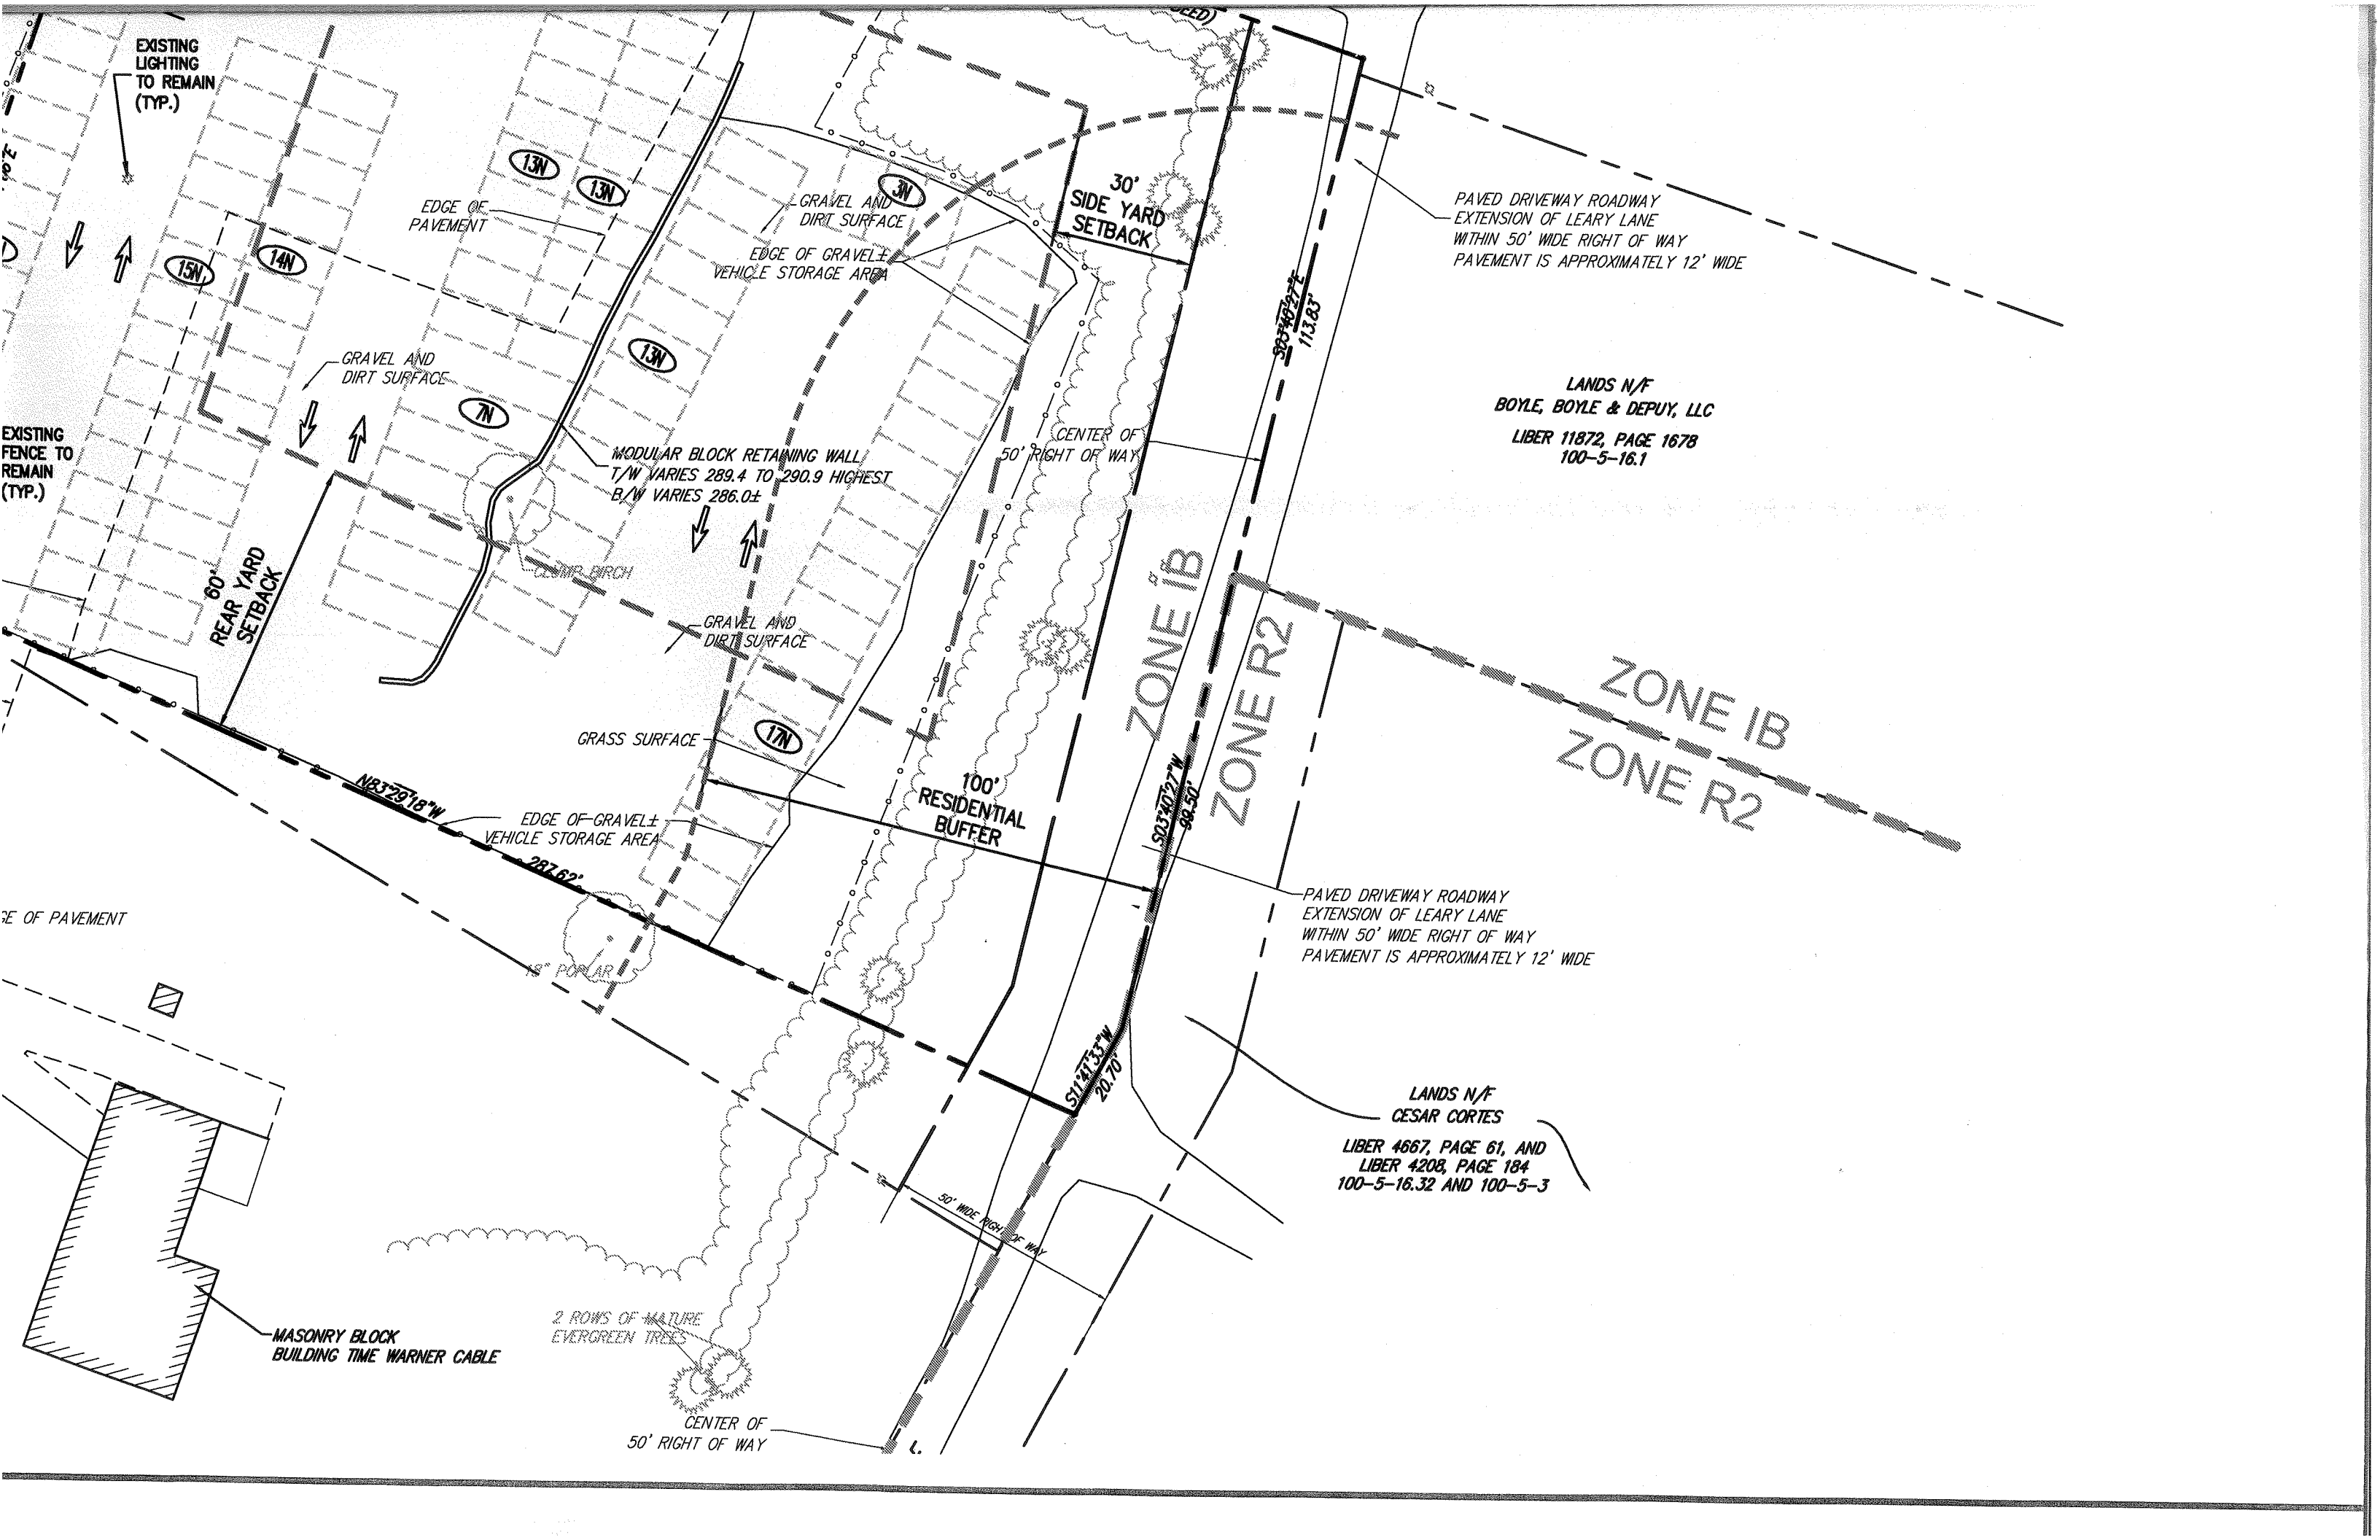 EXISTING
LIGHTING
TO REMAIN
(TYP.)
13N
13N
EDGE OF
PAVEMENT
GRAVEL AND
DIRT SURFACE
3N
30'
SIDE YARD
SETBACK
EDGE OF GRAVEL±
VEHICLE STORAGE AREA
PAVED DRIVEWAY ROADWAY
EXTENSION OF LEARY LANE
WITHIN 50' WIDE RIGHT OF WAY
PAVEMENT IS APPROXIMATELY 12' WIDE
15N
14N
13N
S03°40'27"E
113.83'
GRAVEL AND
DIRT SURFACE
7N
LANDS N/F
BOYLE, BOYLE & DEPUY, LLC
LIBER 11872, PAGE 1678
100-5-16.1
EXISTING
FENCE TO
REMAIN
(TYP.)
CENTER OF
50' RIGHT OF WAY
MODULAR BLOCK RETAINING WALL
T/W VARIES 289.4 TO 290.9 HIGHEST
B/W VARIES 286.0±
60'
REAR YARD
SETBACK
CLUMP BIRCH
GRAVEL AND
DIRT SURFACE
ZONE IB
ZONE R2
ZONE IB
ZONE R2
17N
GRASS SURFACE
100'
RESIDENTIAL
BUFFER
N83°29'18"W
287.62'
EDGE OF GRAVEL±
VEHICLE STORAGE AREA
S03°40'27"W
99.50'
PAVED DRIVEWAY ROADWAY
EXTENSION OF LEARY LANE
WITHIN 50' WIDE RIGHT OF WAY
PAVEMENT IS APPROXIMATELY 12' WIDE
OF PAVEMENT
18" POPLAR
S11°41'33"W
20.70'
LANDS N/F
CESAR CORTES
LIBER 4667, PAGE 61, AND
LIBER 4208, PAGE 184
100-5-16.32 AND 100-5-3
50' WIDE RIGHT OF WAY
2 ROWS OF MATURE
EVERGREEN TREES
MASONRY BLOCK
BUILDING TIME WARNER CABLE
CENTER OF
50' RIGHT OF WAY